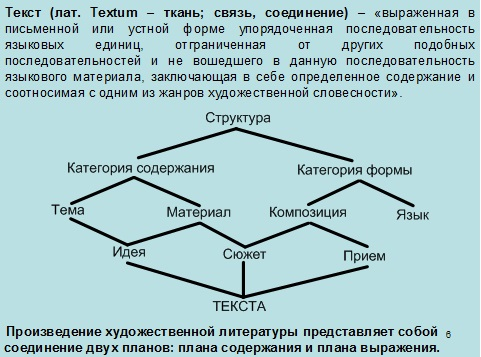 Текст (лат. Textum – ткань; связь, соединение) – «выраженная в
письменной или устной форме упорядоченная последовательность
языковых единиц, отграниченная от других подобных
последовательностей и не вошедшего в данную последовательность
языкового материала, заключающая в себе определенное содержание и
соотносимая с одним из жанров художественной словесности».
Структура
Категория содержания Категория формы
Тема Материал Композиция Язык
Идея Сюжет Прием
ТЕКСТА
Произведение художественной литературы представляет собой 6
соединение двух планов: плана содержания и плана выражения.